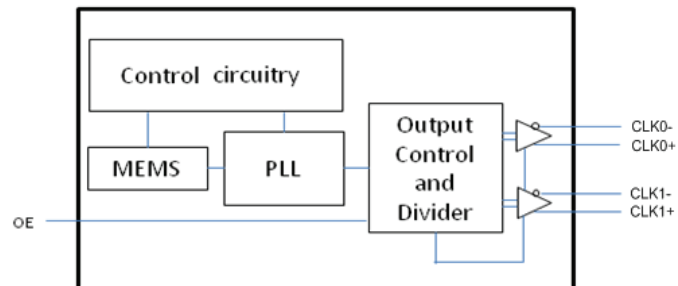 Control circuitry
MEMS
PLL
Output
Control
and
Divider
CLK0-
CLK0+
CLK1-
CLK1+
OE